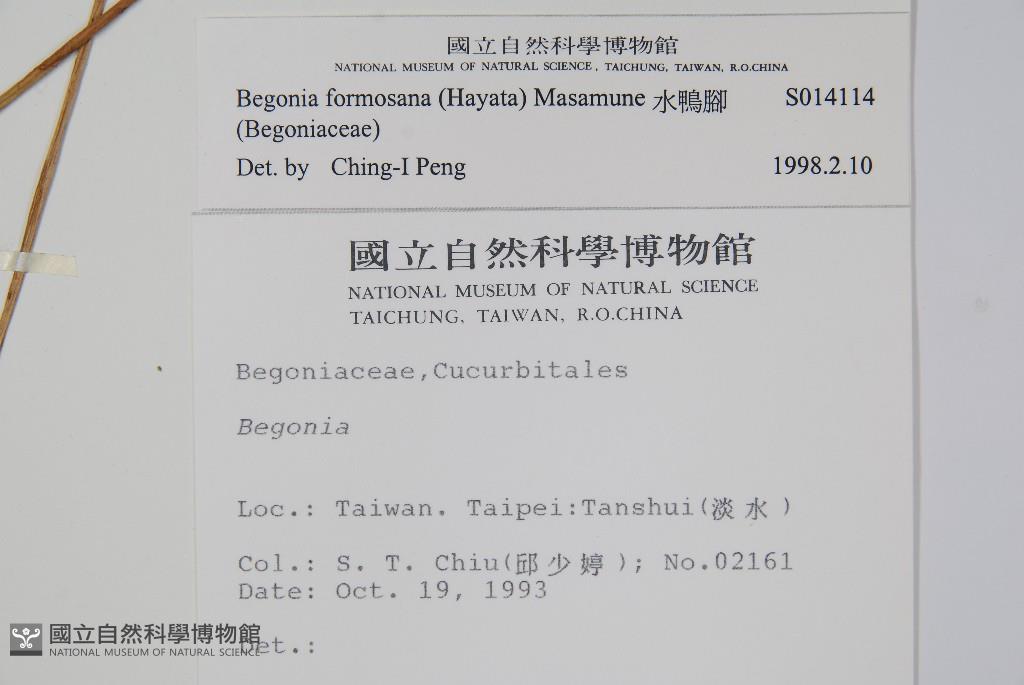 國立自然科學博物館
NATIONAL MUSEUM OF NATURAL SCIENCE, TAICHUNG, TAIWAN, R.O.CHINA
Begonia formosana (Hayata) Masamune 水鴨腳 S014114
(Begoniaceae)
Det. by Ching-I Peng 1998.2.10
國立自然科學博物館
NATIONAL MUSEUM OF NATURAL SCIENCE
TAICHUNG, TAIWAN, R.O.CHINA
Begoniaceae,Cucurbitales
Begonia
Loc.: Taiwan. Taipei:Tanshui(淡水)
Col.: S. T. Chiu(邱少婷); No.02161
Date: Oct. 19, 1993
Det.:
國立自然科學博物館
NATIONAL MUSEUM OF NATURAL SCIENCE